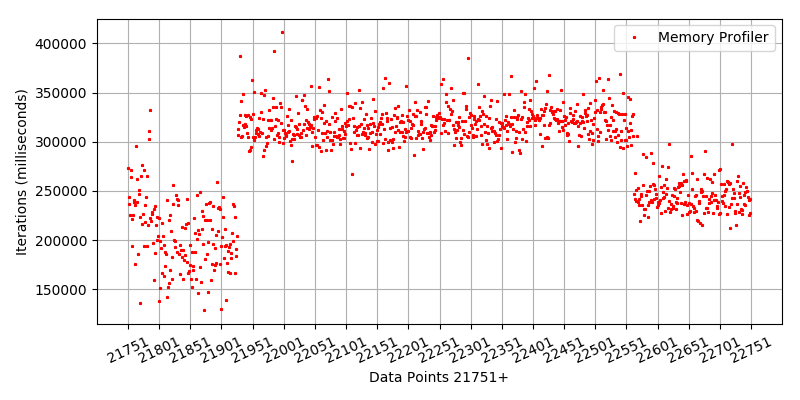 Memory Profiler
400000
350000
300000
250000
200000
150000
Iterations (milliseconds)
21751 21801 21851 21901 21951 22001 22051 22101 22151 22201 22251 22301 22351 22401 22451 22501 22551 22601 22651 22701 22751
Data Points 21751+